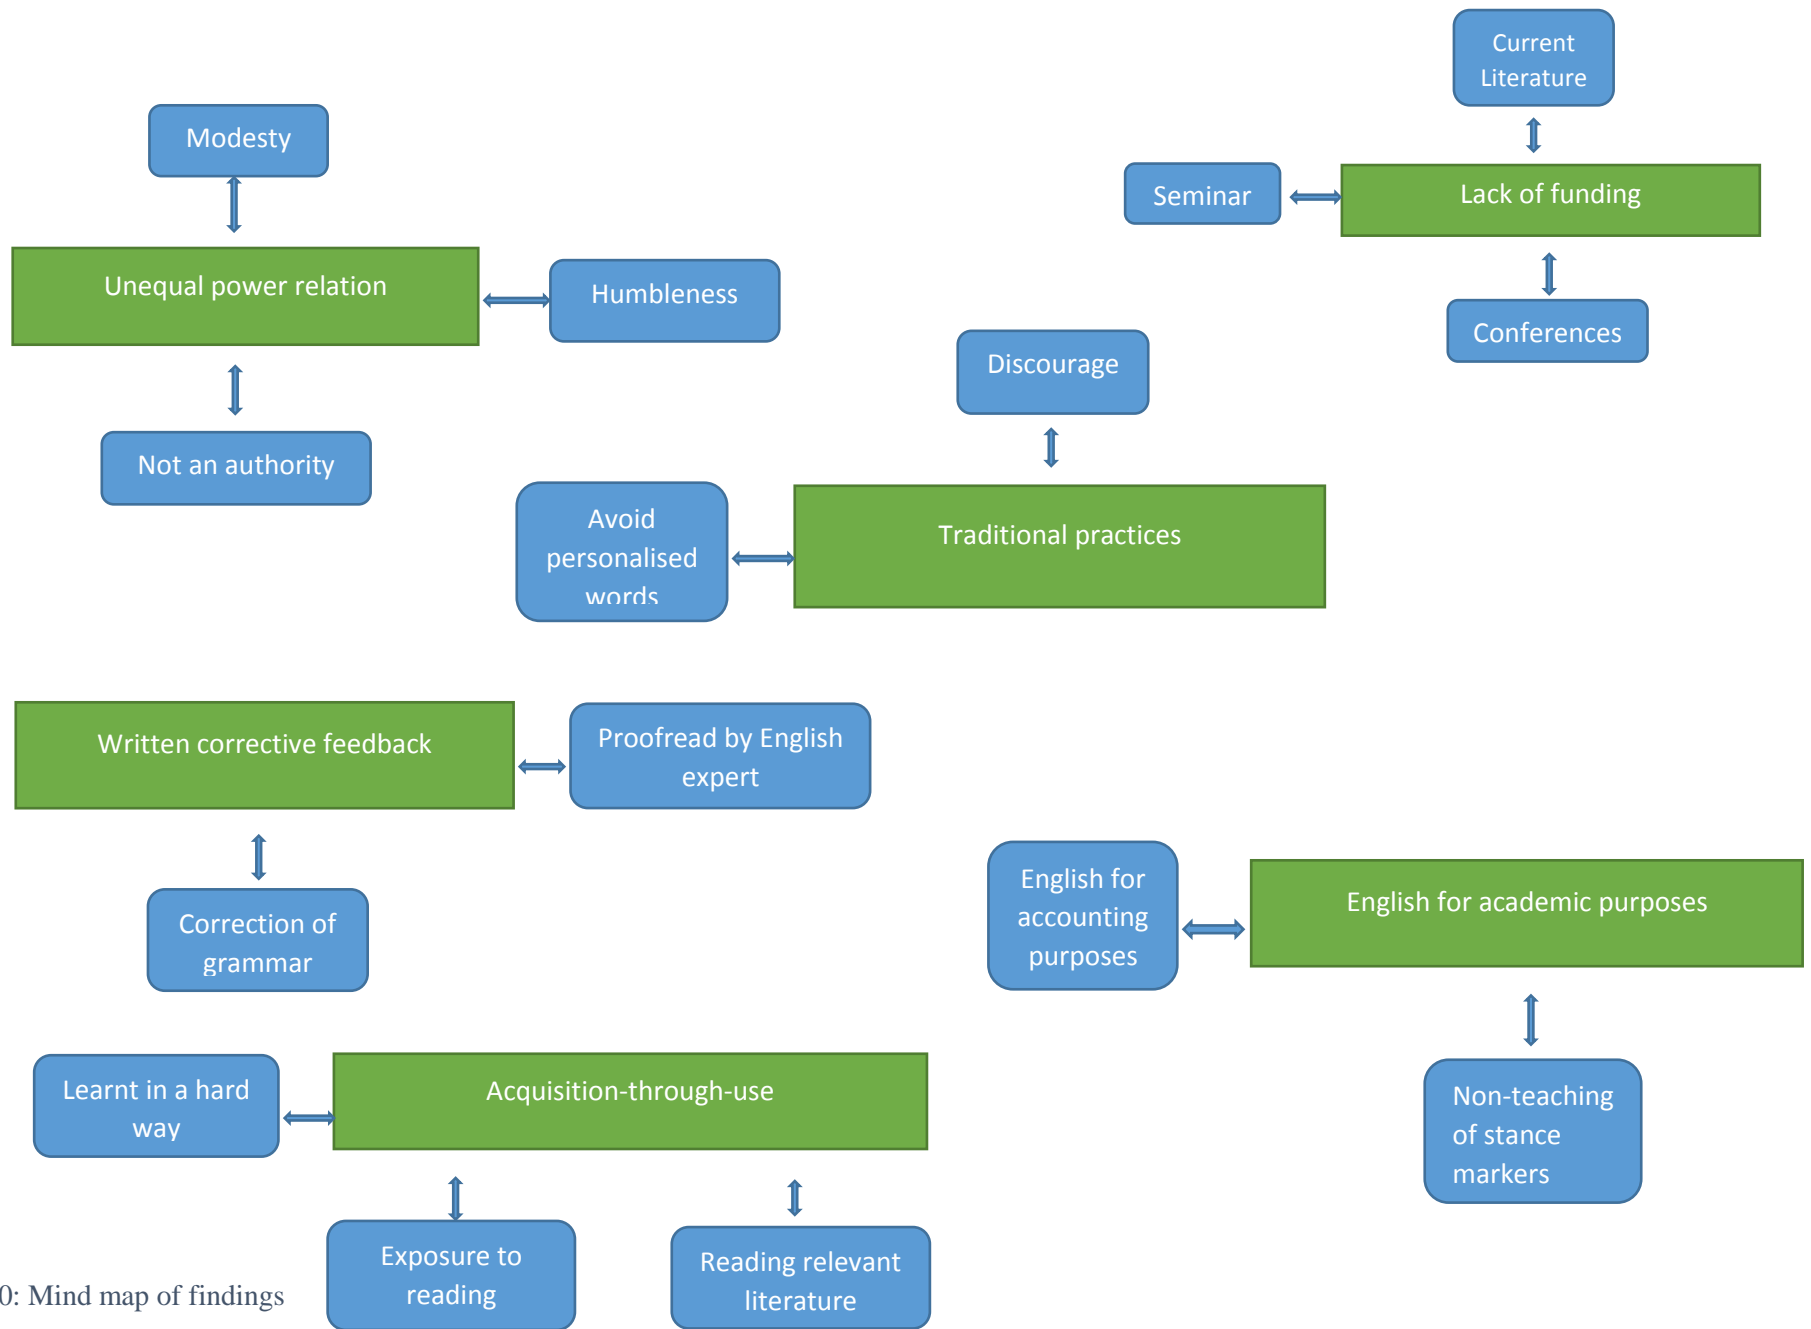 Current
Literature
Modesty
Seminar
Lack of funding
Unequal power relation
Humbleness
Conferences
Discourage
Not an authority
Avoid
personalised
words
Traditional practices
Written corrective feedback
Proofread by English
expert
English for
accounting
purposes
English for academic purposes
Correction of
grammar
Learnt in a hard
way
Acquisition-through-use
Non-teaching
of stance
markers
Exposure to
reading
Reading relevant
literature
0: Mind map of findings